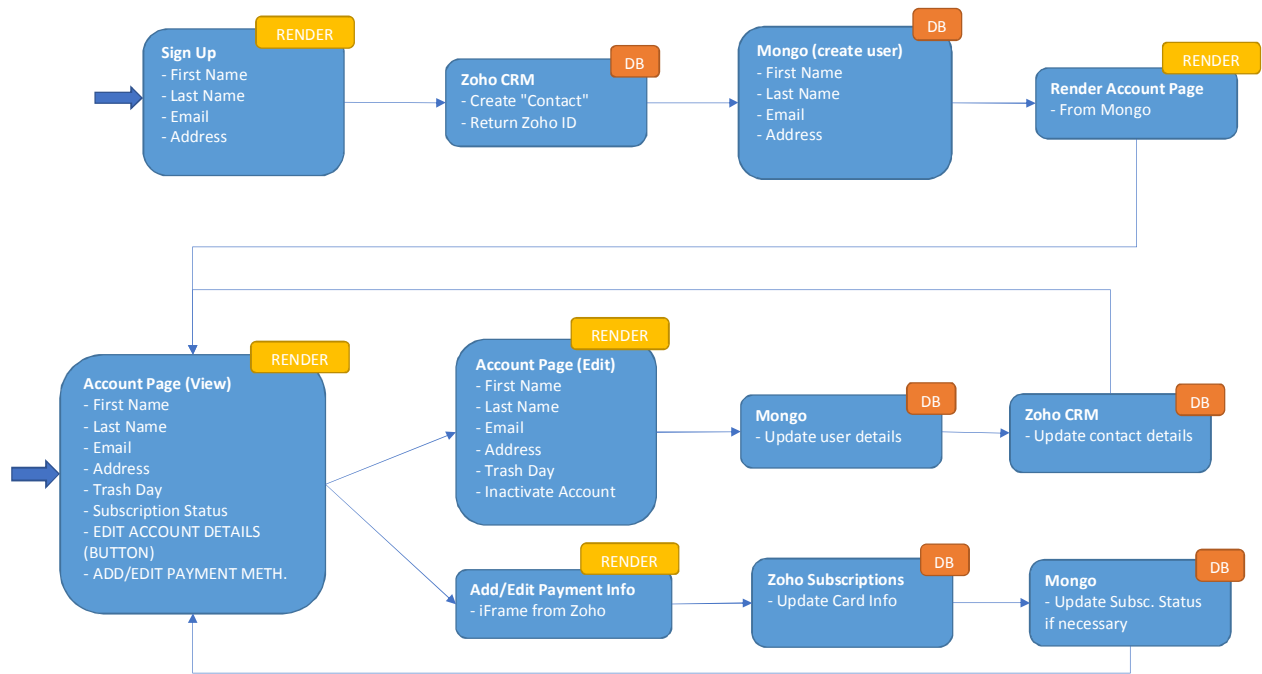 RENDER
Sign Up
- First Name
- Last Name
- Email
- Address
DB
Zoho CRM
- Create "Contact"
- Return Zoho ID
DB
Mongo (create user)
- First Name
- Last Name
- Email
- Address
RENDER
Render Account Page
- From Mongo
RENDER
Account Page (View)
- First Name
- Last Name
- Email
- Address
- Trash Day
- Subscription Status
- EDIT ACCOUNT DETAILS
(BUTTON)
- ADD/EDIT PAYMENT METH.
RENDER
Account Page (Edit)
- First Name
- Last Name
- Email
- Address
- Trash Day
- Inactivate Account
DB
Mongo
- Update user details
DB
Zoho CRM
- Update contact details
RENDER
Add/Edit Payment Info
- iFrame from Zoho
DB
Zoho Subscriptions
- Update Card Info
DB
Mongo
- Update Subsc. Status
if necessary